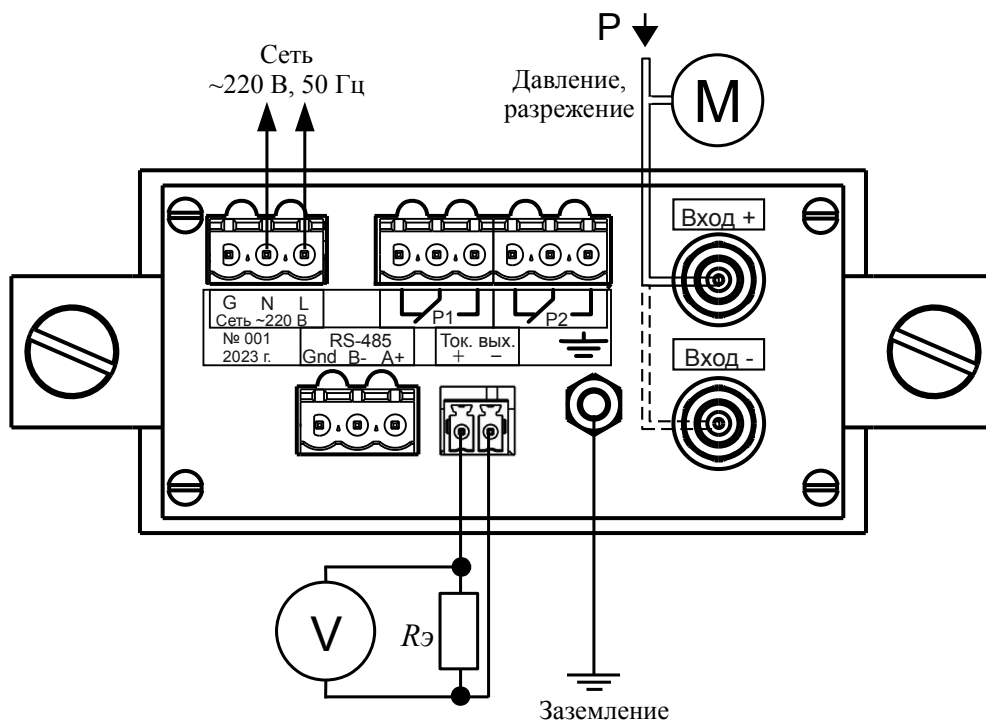 P
Сеть
~220 В, 50 Гц
Давление,
разрежение
М
Вход +
G N L
Сеть ~220 В
P1
P2
№ 001
2023 г.
RS-485
Gnd B- A+
Ток. вых.
+ −
Вход -
V
Rэ
Заземление